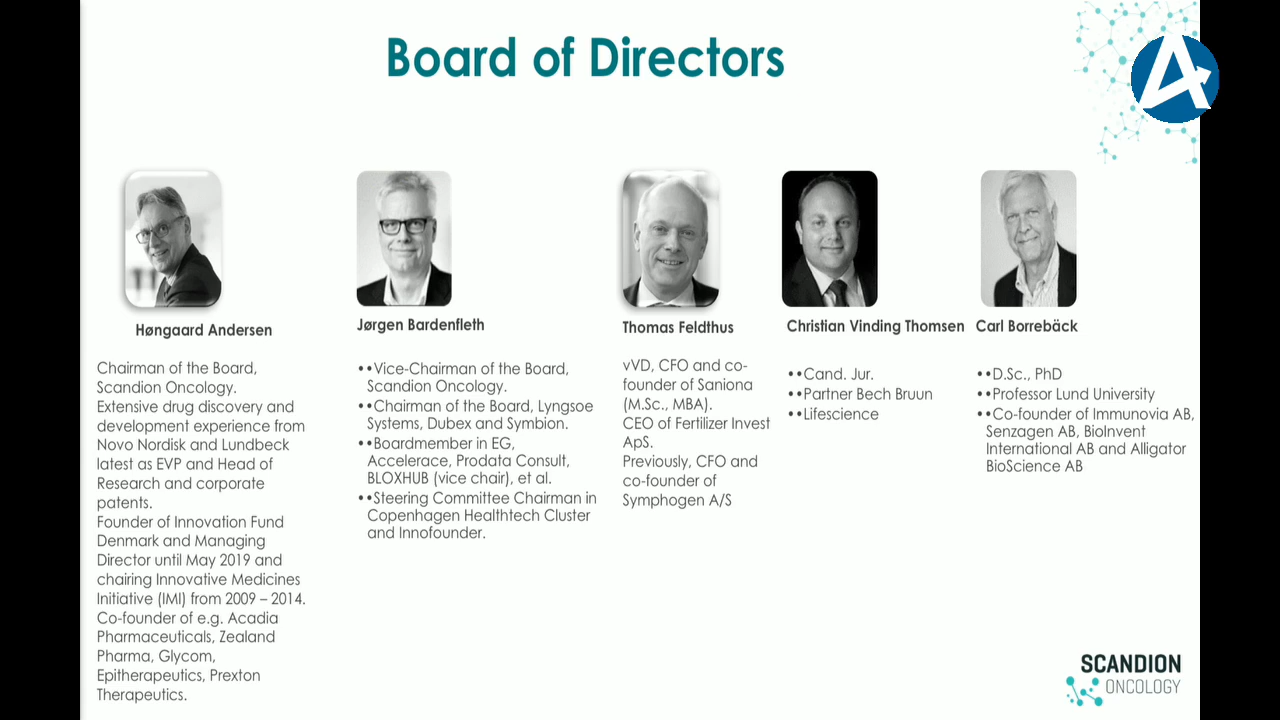 Board of Directors
Høngaard Andersen
Chairman of the Board,
Scandion Oncology.
Extensive drug discovery and
development experience from
Novo Nordisk and Lundbeck
latest as EVP and Head of
Research and corporate
patents.
Founder of Innovation Fund
Denmark and Managing
Director until May 2019 and
chairing Innovative Medicines
Initiative (IMI) from 2009 – 2014.
Co-founder of e.g. Acadia
Pharmaceuticals, Zealand
Pharma, Glycom,
Epitherapeutics, Prexton
Therapeutics.
Jørgen Bardenfleth
••Vice-Chairman of the Board,
Scandion Oncology.
••Chairman of the Board, Lyngsoe
Systems, Dubex and Symbion.
••Boardmember in EG,
Accelerace, Prodata Consult,
BLOXHUB (vice chair), et al.
••Steering Committee Chairman in
Copenhagen Healthtech Cluster
and Innofounder.
Thomas Feldthus
vVD, CFO and co-
founder of Saniona
(M.Sc., MBA).
CEO of Fertilizer Invest
ApS.
Previously, CFO and
co-founder of
Symphogen A/S
Christian Vinding Thomsen
••Cand. Jur.
••Partner Bech Bruun
••Lifescience
Carl Borrebäck
••D.Sc., PhD
••Professor Lund University
••Co-founder of Immunovia AB,
Senzagen AB, BioInvent
International AB and Alligator
BioScience AB
SCANDION
ONCOLOGY